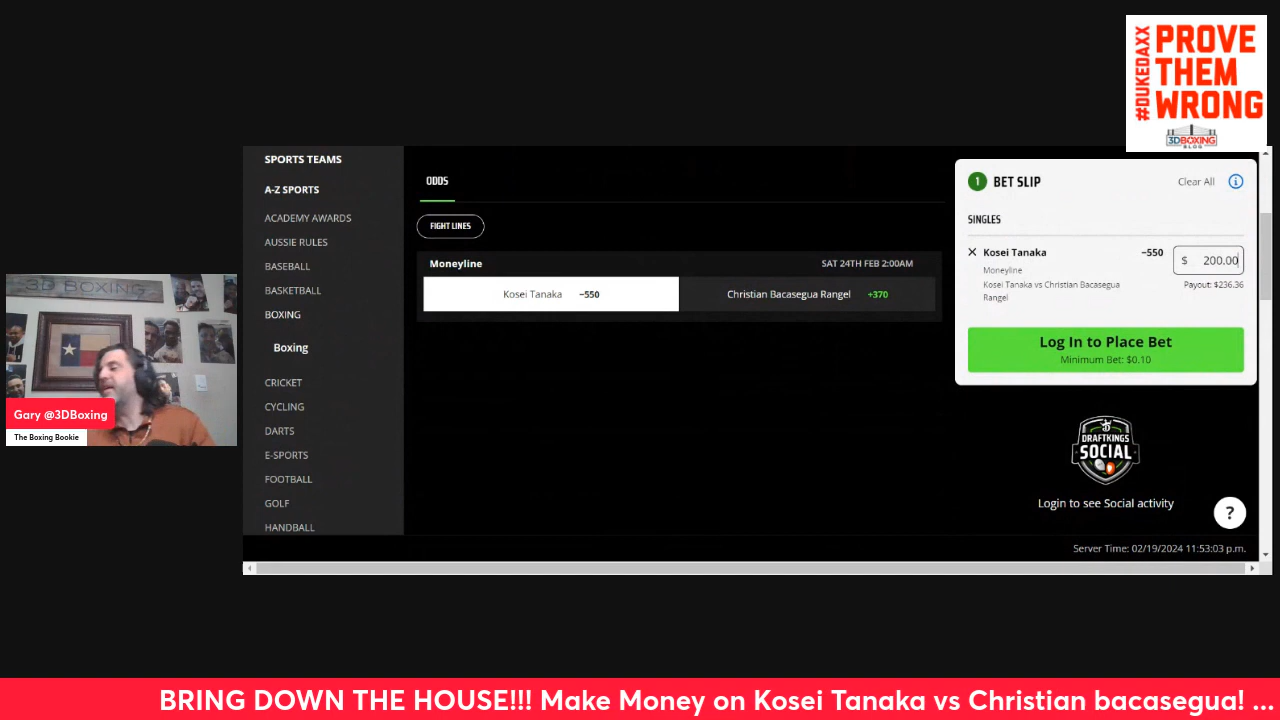 #DUKEDAXX
PROVE
THEM
WRONG
3DBOXING
BLOG
SPORTS TEAMS
A-Z SPORTS
ACADEMY AWARDS
AUSSIE RULES
BASEBALL
BASKETBALL
BOXING
Boxing
CRICKET
CYCLING
DARTS
E-SPORTS
FOOTBALL
GOLF
HANDBALL
ODDS
FIGHT LINES
Moneyline SAT 24TH FEB 2:00AM
Kosei Tanaka −550 Christian Bacasegua Rangel +370
1 BET SLIP Clear All i
SINGLES
✕ Kosei Tanaka −550 $ 200.00
Moneyline
Kosei Tanaka vs Christian Bacasegua Payout: $236.36
Rangel
Log In to Place Bet
Minimum Bet: $0.10
DRAFTKINGS
SOCIAL
Login to see Social activity
?
Server Time: 02/19/2024 11:53:03 p.m.
3D BOXING
Gary @3DBoxing
The Boxing Bookie
BRING DOWN THE HOUSE!!! Make Money on Kosei Tanaka vs Christian bacasegua! ...